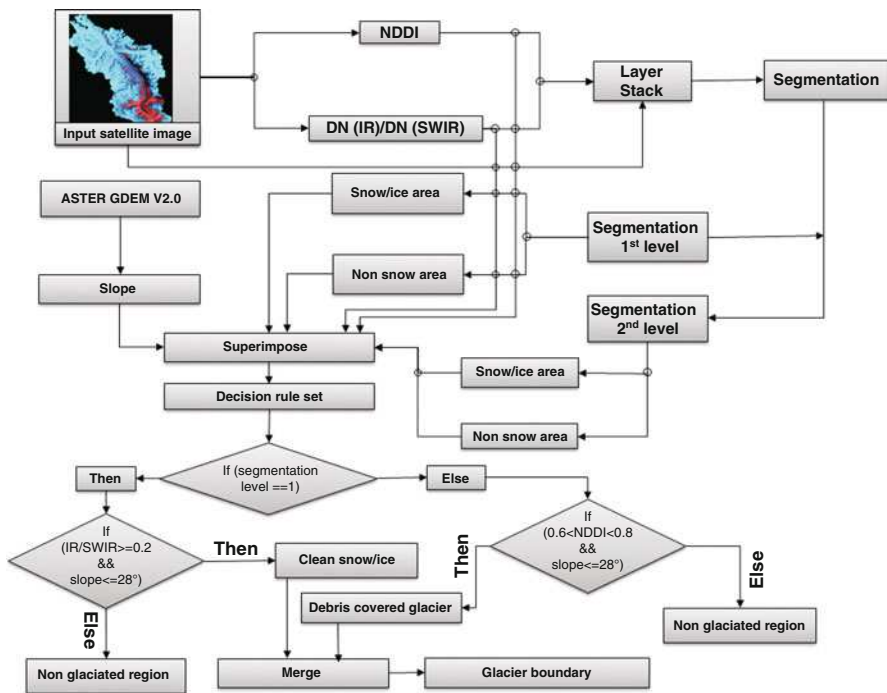 NDDI
Layer
Stack
Segmentation
Input satellite image
DN (IR)/DN (SWIR)
ASTER GDEM V2.0
Snow/ice area
Segmentation
1st level
Non snow area
Slope
Segmentation
2nd level
Superimpose
Snow/ice area
Decision rule set
Non snow area
If (segmentation
level ==1)
Then
Else
If
(IR/SWIR>=0.2
&&
slope<=28°)
Then
Clean snow/ice
If
(0.6<NDDI<0.8
&&
slope<=28°)
Then
Else
Debris covered glacier
Non glaciated region
Else
Non glaciated region
Merge
Glacier boundary